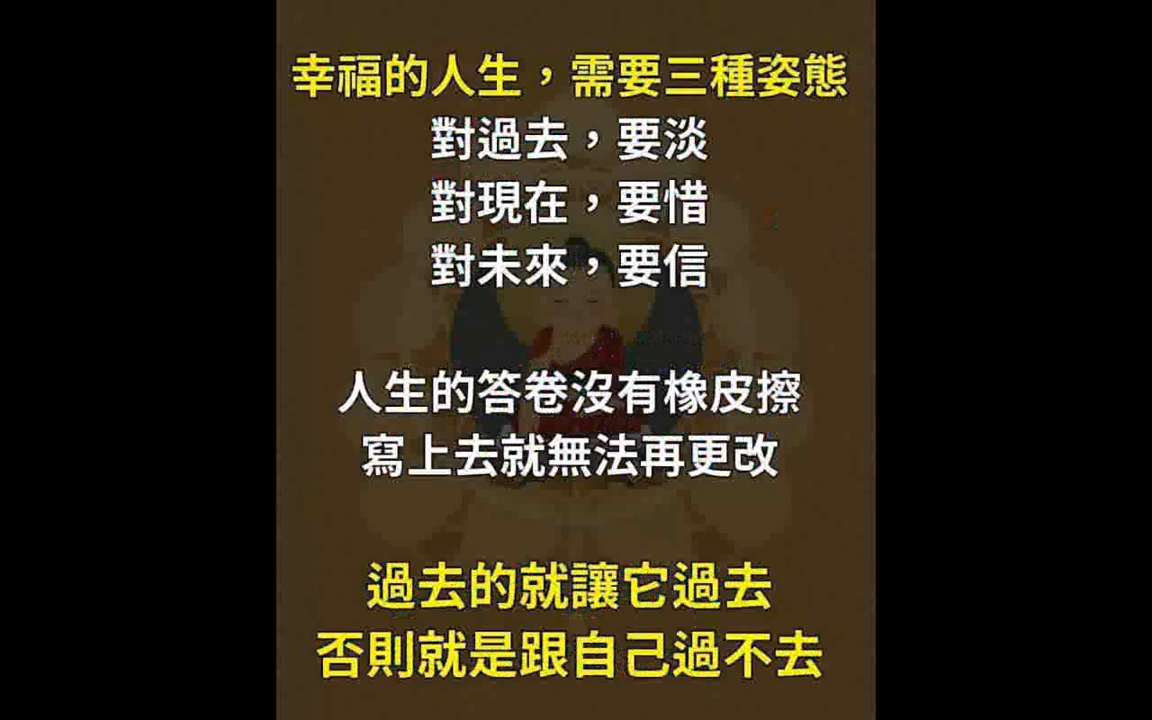 幸福的人生，需要三種姿態
對過去，要淡
對現在，要惜
對未來，要信
人生的答卷沒有橡皮擦
寫上去就無法再更改
過去的就讓它過去
否則就是跟自己過不去